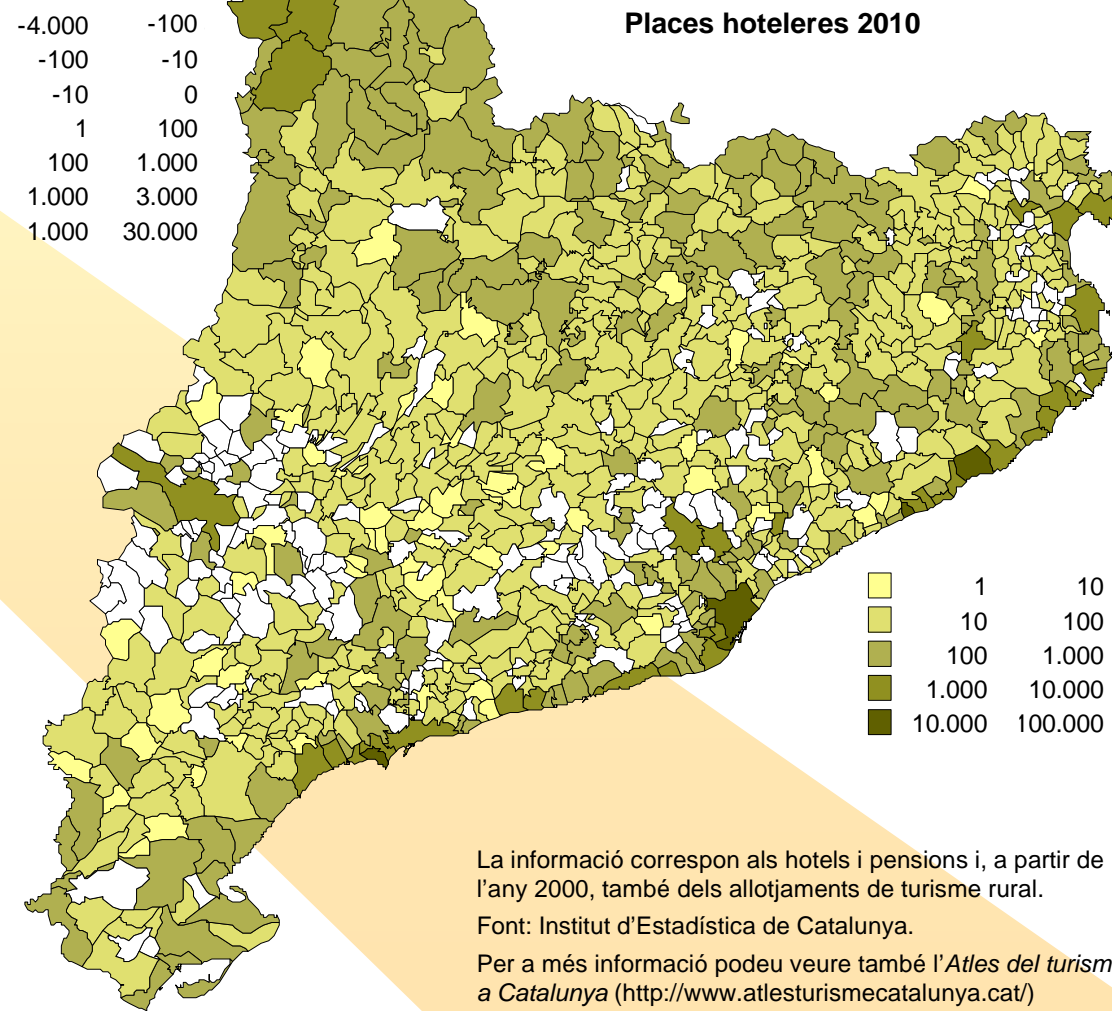 Places hoteleres 2010
-4.000 -100
-100 -10
-10 0
1 100
100 1.000
1.000 3.000
1.000 30.000
1 10
10 100
100 1.000
1.000 10.000
10.000 100.000
La informació correspon als hotels i pensions i, a partir de
l’any 2000, també dels allotjaments de turisme rural.
Font: Institut d’Estadística de Catalunya.
Per a més informació podeu veure també l’Atles del turism
a Catalunya (http://www.atlesturismecatalunya.cat/)